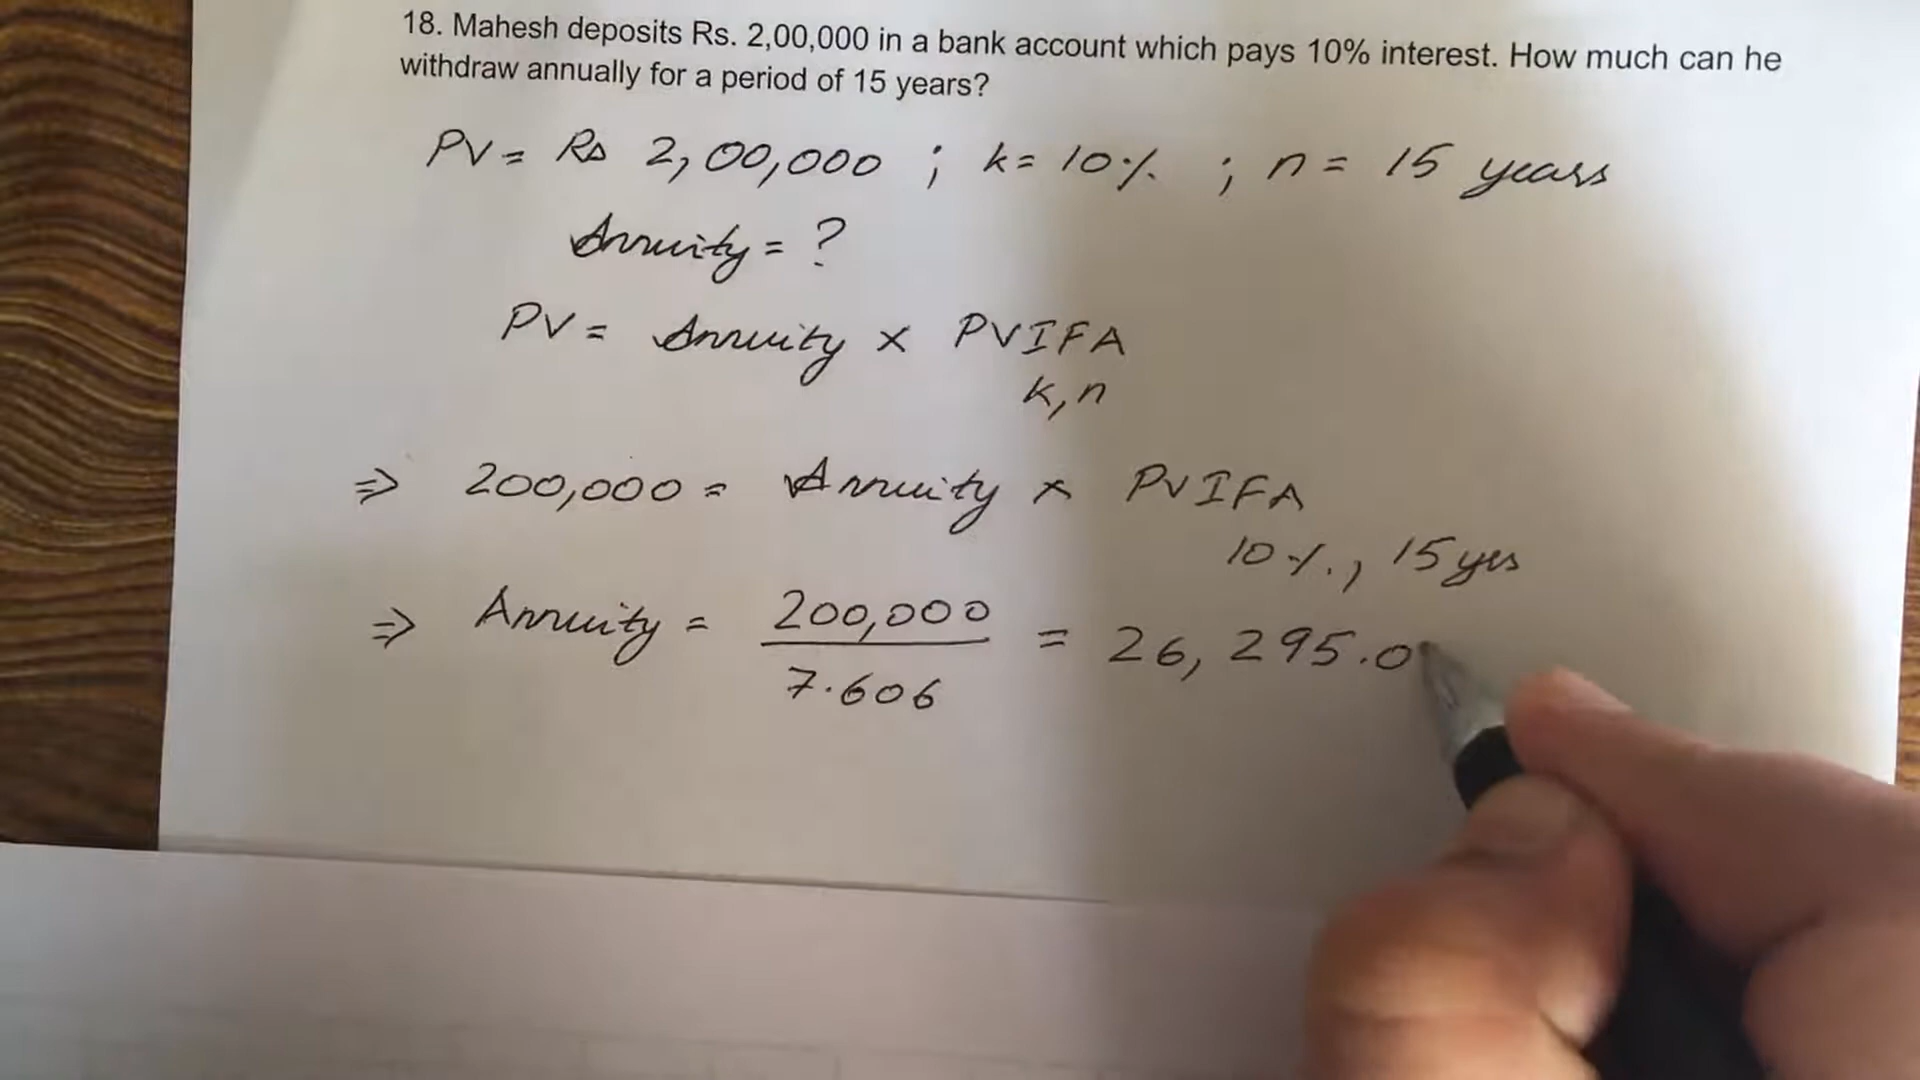 18. Mahesh deposits Rs. 2,00,000 in a bank account which pays 10% interest. How much can he
withdraw annually for a period of 15 years?
PV = Rs 2,00,000 ; k = 10% ; n = 15 years
Annuity = ?
PV = Annuity × PVIFA
k,n
⇒ 200,000 = Annuity × PVIFA
10%, 15 yrs
⇒ Annuity = 200,000 / 7.606 = 26,295.0